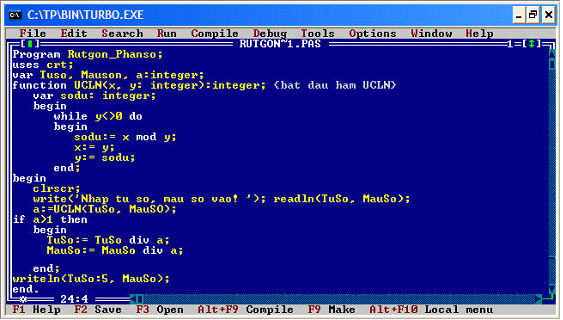 C:\TP\BIN\TURBO.EXE
File Edit Search Run Compile Debug Tools Options Window Help
RUTGON~1.PAS 1
Program Rutgon_Phanso;
uses crt;
var Tuso, Mauson, a:integer;
function UCLN(x, y: integer):integer; {bat dau ham UCLN}
var sodu: integer;
begin
while y<>0 do
begin
sodu:= x mod y;
x:= y;
y:= sodu;
end;
begin
clrscr;
write('Nhap tu so, mau so vao! '); readln(TuSo, MauSo);
a:=UCLN(TuSo, MauSO);
if a>1 then
begin
TuSo:= TuSo div a;
MauSo:= MauSo div a;
end;
writeln(TuSo:5, MauSo);
end.
24:4
F1 Help F2 Save F3 Open Alt+F9 Compile F9 Make Alt+F10 Local menu